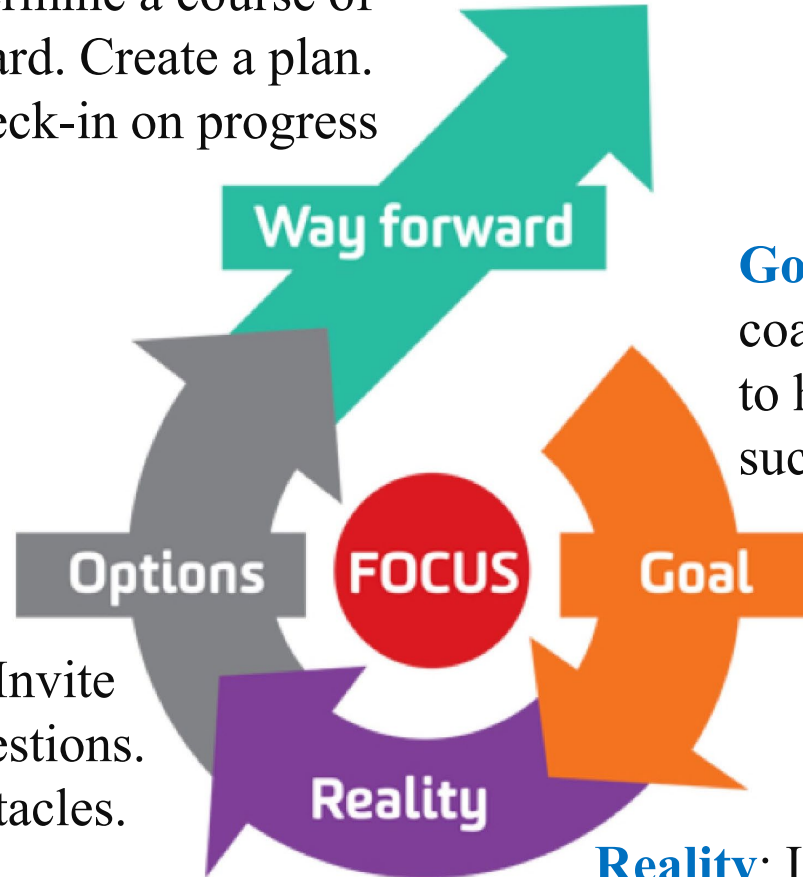 ard. Create a plan.
eck-in on progress
Way forward
Go
coa
to h
suc
Options
FOCUS
Goal
Invite
estions.
tacles.
Reality
Reality: